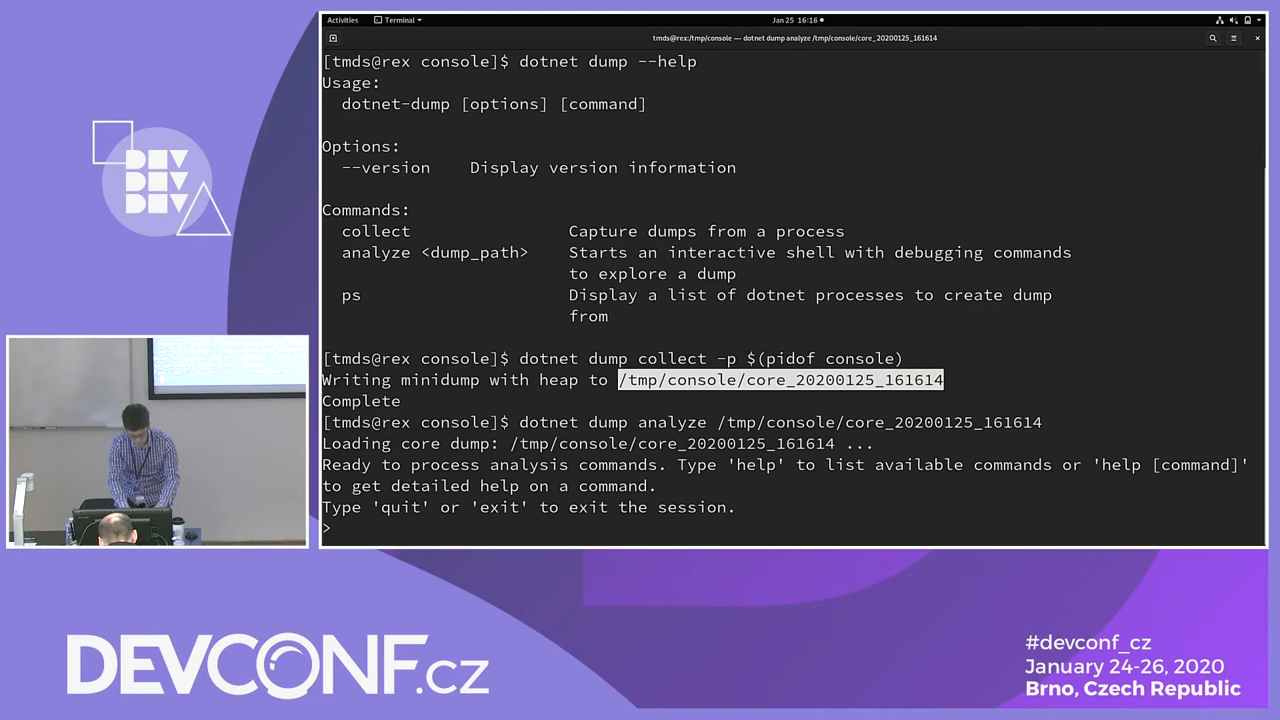 Activities
Terminal
Jan 25 16:16
tmds@rex:/tmp/console — dotnet dump analyze /tmp/console/core_20200125_161614
[tmds@rex console]$ dotnet dump --help
Usage:
dotnet-dump [options] [command]
Options:
--version Display version information
Commands:
collect Capture dumps from a process
analyze <dump_path> Starts an interactive shell with debugging commands
to explore a dump
ps Display a list of dotnet processes to create dump
from
[tmds@rex console]$ dotnet dump collect -p $(pidof console)
Writing minidump with heap to /tmp/console/core_20200125_161614
Complete
[tmds@rex console]$ dotnet dump analyze /tmp/console/core_20200125_161614
Loading core dump: /tmp/console/core_20200125_161614 ...
Ready to process analysis commands. Type 'help' to list available commands or 'help [command]'
to get detailed help on a command.
Type 'quit' or 'exit' to exit the session.
>
DEV
DEV
DEV
DEVCONF.cz
#devconf_cz
January 24-26, 2020
Brno, Czech Republic